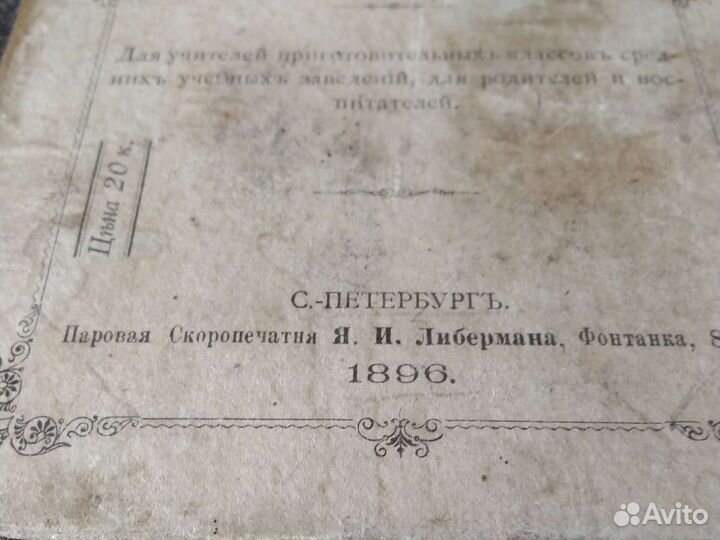 Для учителей приготовительныхъ классовъ сред-
нихъ учебныхъ заведеній, для родителей и вос-
питателей.
Цѣна 20 к.
С.-ПЕТЕРБУРГЪ.
Паровая Скоропечатня Я. И. Либермана, Фонтанка, 8
1896.
Avito